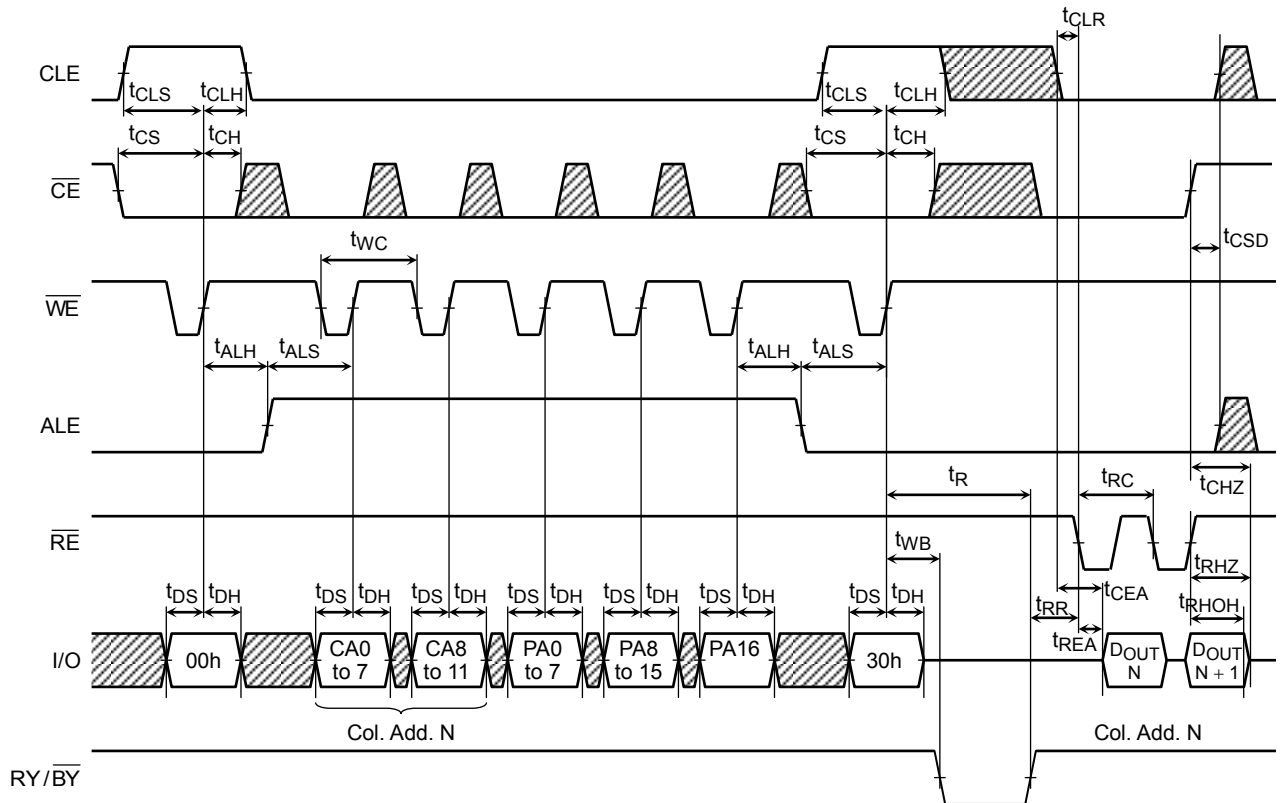 tCLR
CLE
tCLS tCLH tCLS tCLH
tCS tCH tCS tCH
CE
tWC
tCSD
WE
tALH tALS tALH tALS
ALE
tR tRC tCHZ
RE
tWB tRHZ
tDS tDH tDS tDH tDS tDH tDS tDH tDS tDH tDS tDH tDS tDH tRR tCEA tRHOH
tREA
I/O 00h CA0 to 7 CA8 to 11 PA0 to 7 PA8 to 15 PA16 30h DOUT N DOUT N + 1
Col. Add. N Col. Add. N
RY/BY